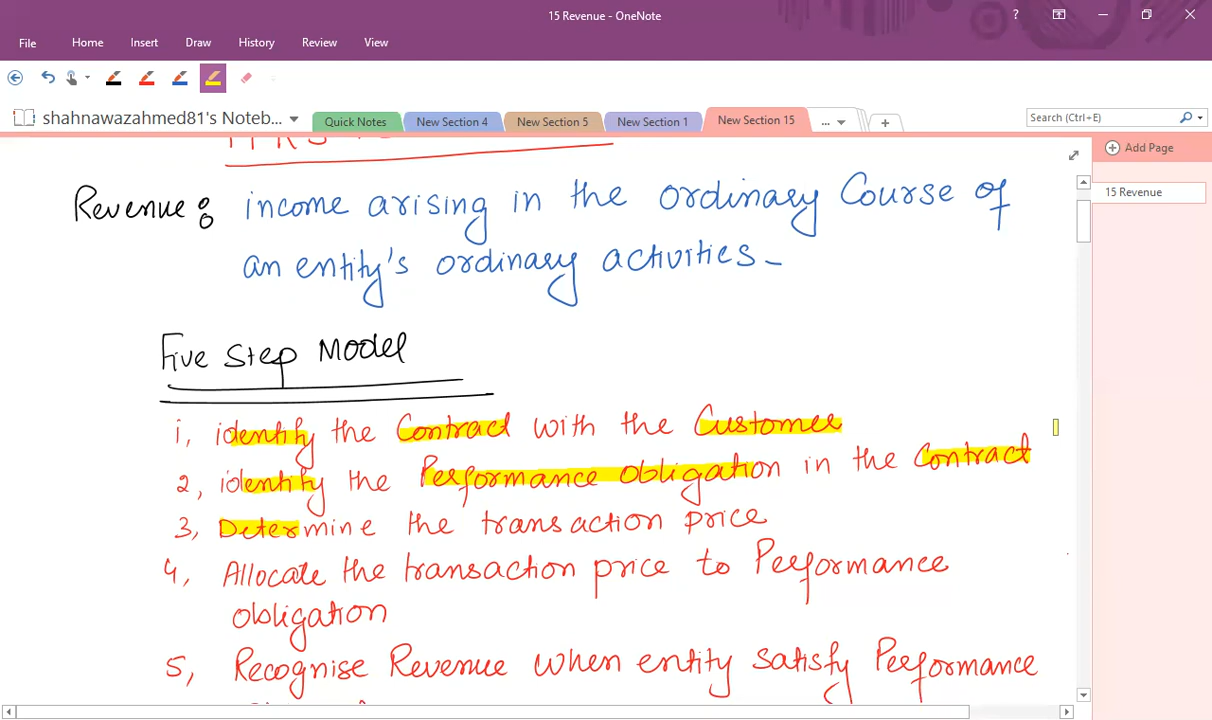 15 Revenue - OneNote
?
File Home Insert Draw History Review View
shahnawazahmed81's Noteb...
Quick Notes New Section 4 New Section 5 New Section 1 New Section 15 ... Search (Ctrl+E)
Add Page
15 Revenue
Revenue: income arising in the ordinary Course of
an entity's ordinary activities-
Five Step Model
1, identify the Contract with the Customer
2, identify the Performance obligation in the Contract
3, Determine the transaction price
4, Allocate the transaction price to Performance
obligation
5, Recognise Revenue when entity satisfy Performance